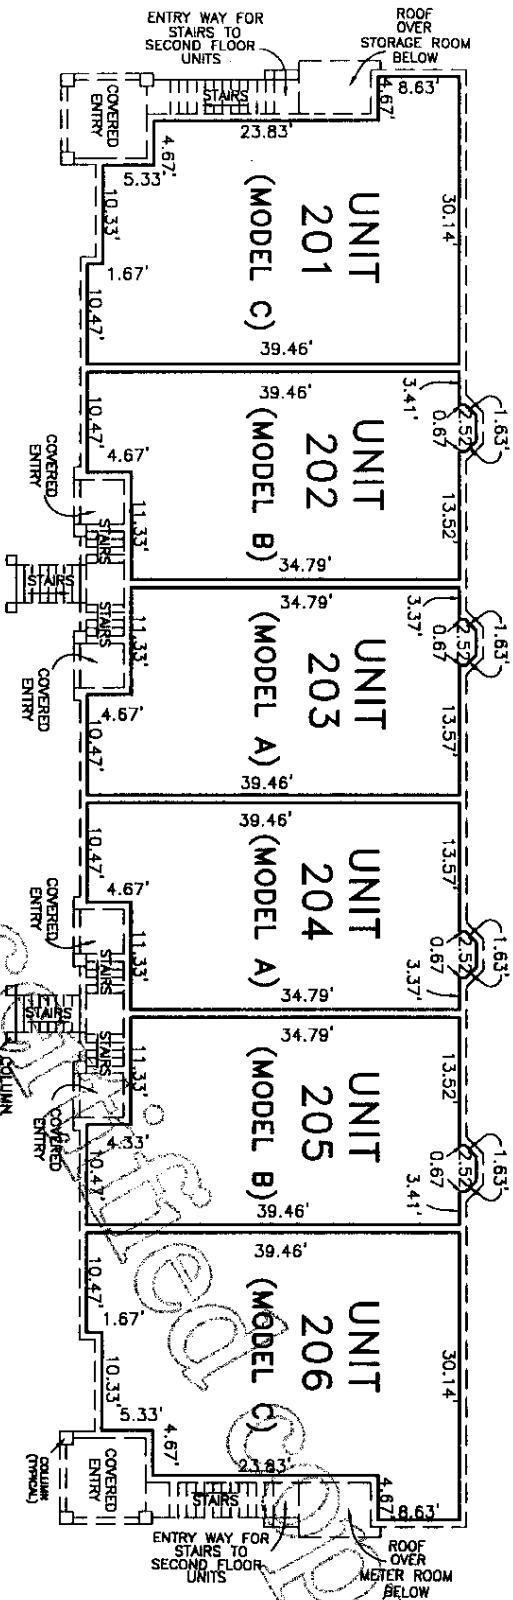 ENTRY WAY FOR
STAIRS TO
SECOND FLOOR
UNITS
ROOF
OVER
STORAGE ROOM
BELOW
COVERED
ENTRY
STAIRS
4.67'
8.63'
23.83'
4.67'
5.33'
10.33'
1.67'
10.47'
30.14'
UNIT
201
(MODEL C)
39.46'
39.46'
3.41'
1.63'
2.52
0.67
10.47'
4.67'
COVERED
ENTRY
11.33'
STAIRS
UNIT
202
(MODEL B)
13.52'
34.79'
STAIRS
34.79'
3.37'
1.63'
2.52
0.67
STAIRS
11.33'
COVERED
ENTRY
4.67'
10.47'
UNIT
203
(MODEL A)
13.57'
39.46'
39.46'
10.47'
4.67'
COVERED
ENTRY
11.33'
STAIRS
UNIT
204
(MODEL A)
13.57'
1.63'
2.52
0.67
3.37'
34.79'
STAIRS
COLUMN
34.79'
STAIRS
11.33'
COVERED
ENTRY
4.33'
10.47'
UNIT
205
(MODEL B)
13.52'
1.63'
2.52
0.67
3.41'
39.46'
39.46'
10.47'
1.67'
10.33'
5.33'
4.67'
UNIT
206
(MODEL C)
30.14'
23.83'
4.67'
8.63'
COLUMN
(TYPICAL)
COVERED
ENTRY
STAIRS
ENTRY WAY FOR
STAIRS TO
SECOND FLOOR
UNITS
ROOF
OVER
METER ROOM
BELOW